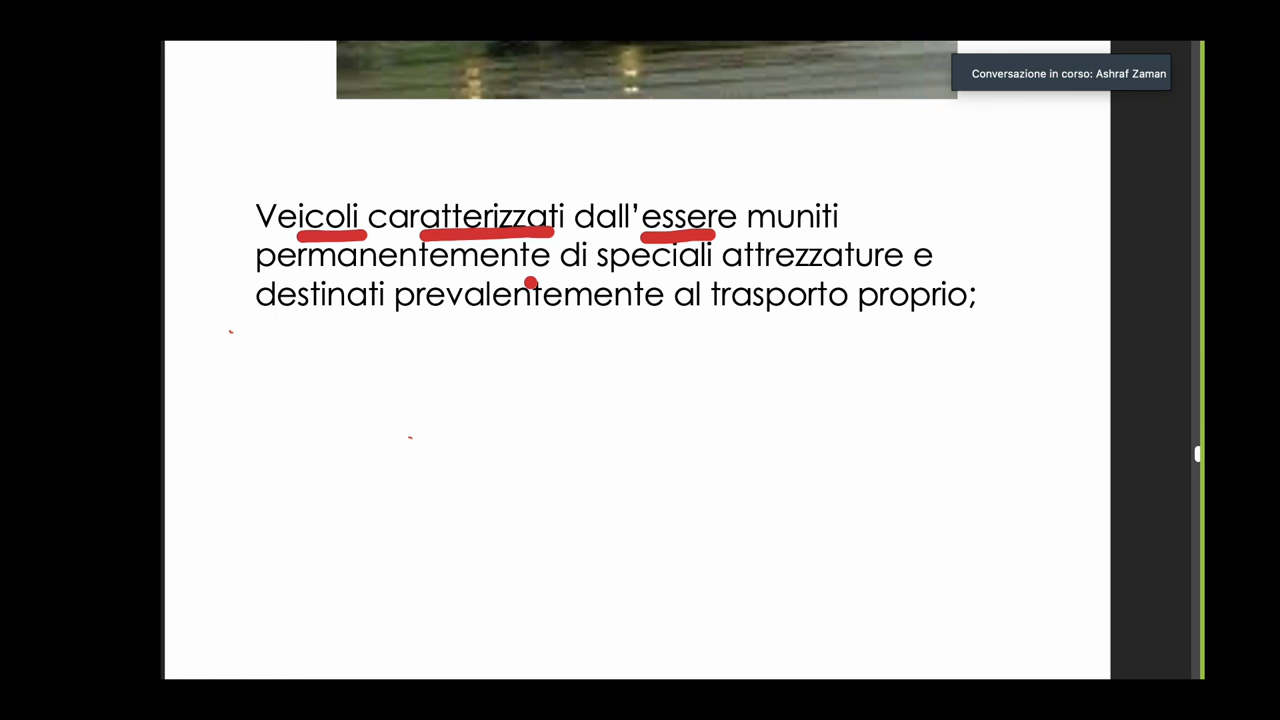 Conversazione in corso: Ashraf Zaman
Veicoli caratterizzati dall’essere muniti
permanentemente di speciali attrezzature e
destinati prevalentemente al trasporto proprio;